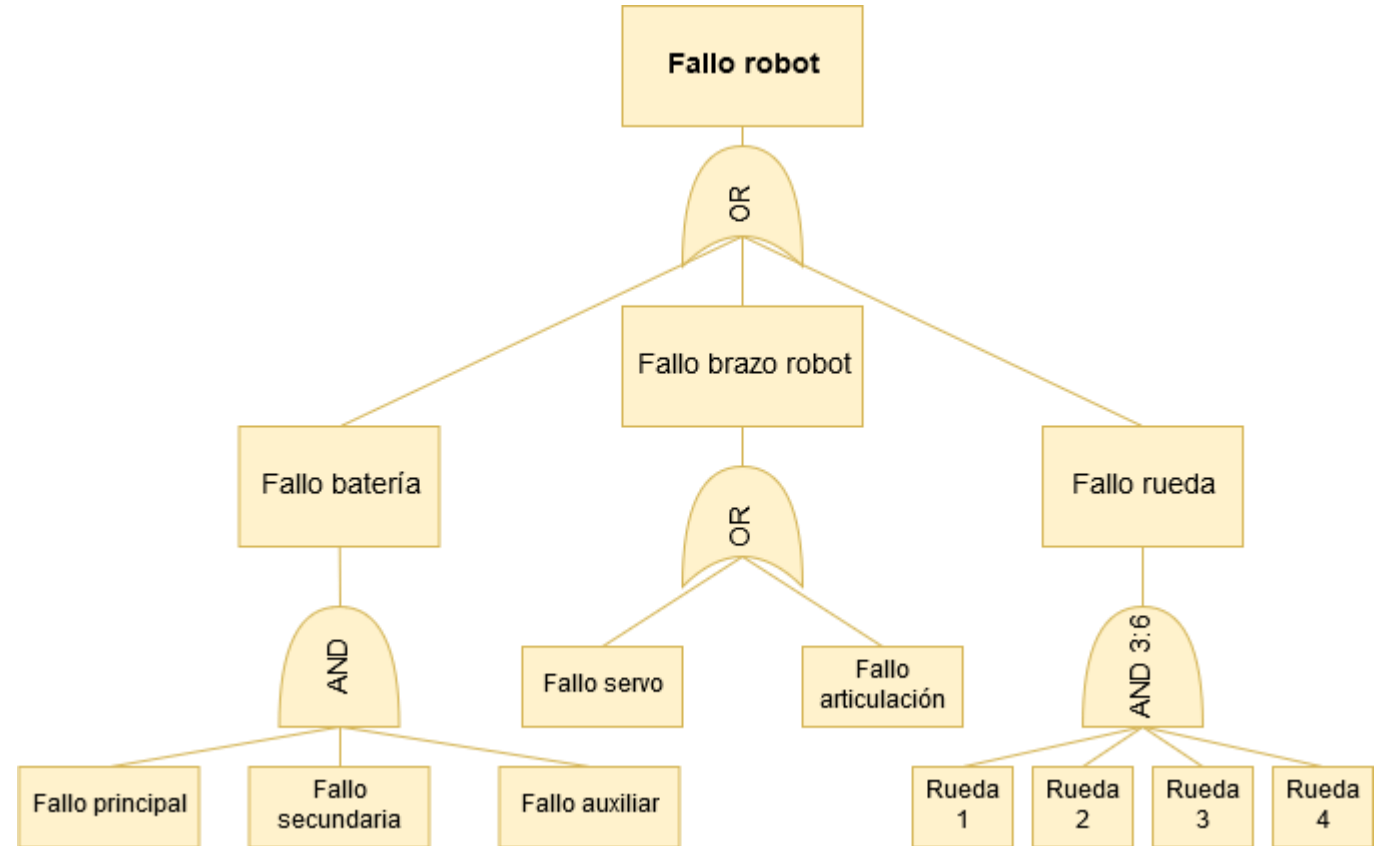 Fallo robot
OR
Fallo brazo robot
Fallo batería
Fallo rueda
OR
AND
AND 3:6
Fallo servo
Fallo
articulación
Fallo principal
Fallo
secundaria
Fallo auxiliar
Rueda
1
Rueda
2
Rueda
3
Rueda
4